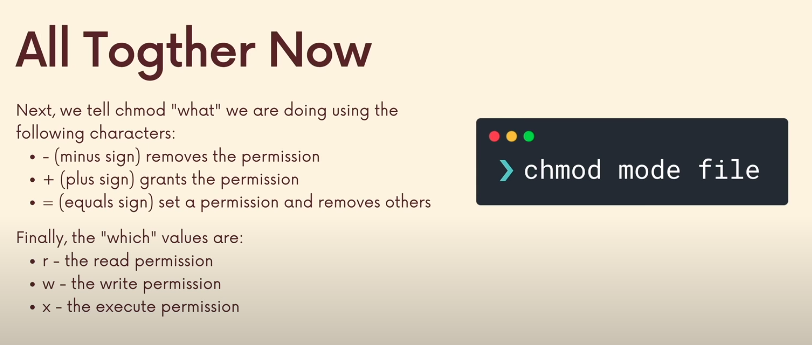 All Togther Now
Next, we tell chmod "what" we are doing using the
following characters:
• - (minus sign) removes the permission
• + (plus sign) grants the permission
• = (equals sign) set a permission and removes others
Finally, the "which" values are:
• r - the read permission
• w - the write permission
• x - the execute permission
❯ chmod mode file